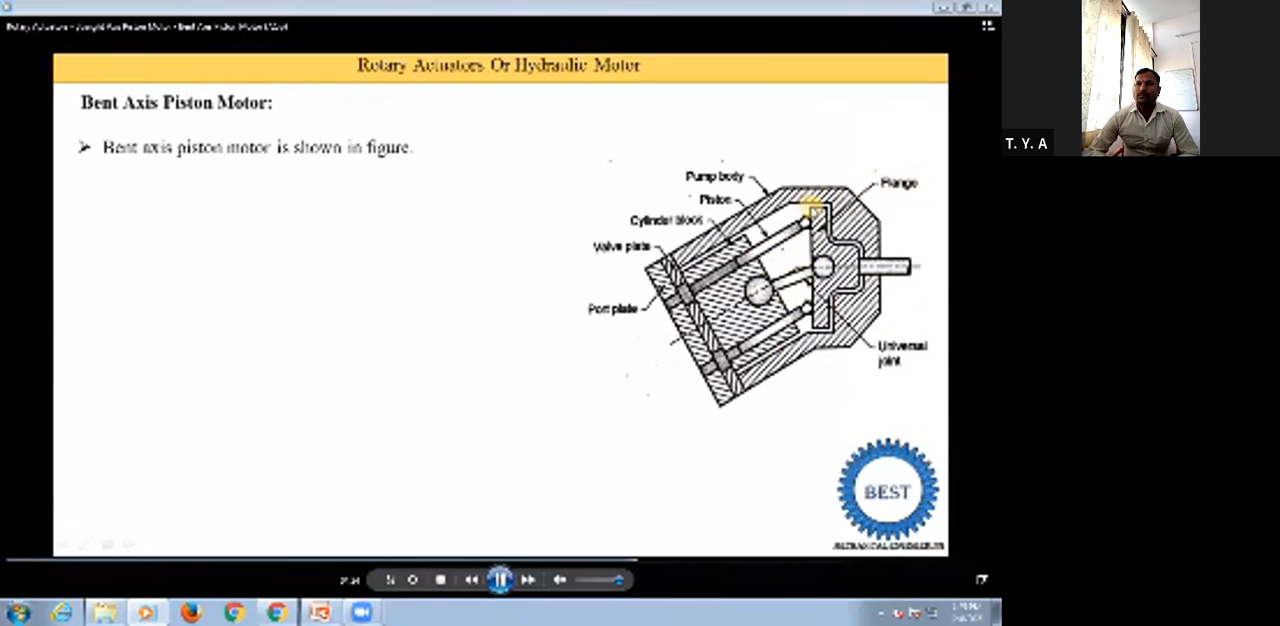 Rotary Actuators Or Hydraulic Motor
Bent Axis Piston Motor:
➤ Bent axis piston motor is shown in figure.
Pump body
Flange
Piston
Cylinder block
Valve plate
Port plate
Universal
joint
BEST
T. Y. A